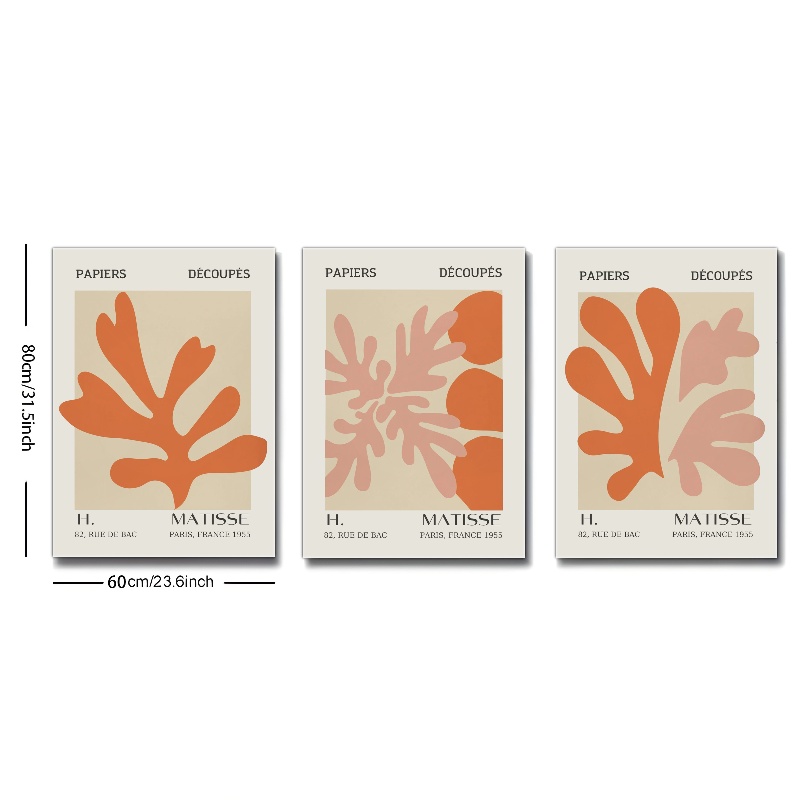 80cm/31.5inch
PAPIERS DÉCOUPÉS
H. MATISSE
82, RUE DE BAC PARIS, FRANCE 1955
60cm/23.6inch
PAPIERS DÉCOUPÉS
H. MATISSE
82, RUE DE BAC PARIS, FRANCE 1955
PAPIERS DÉCOUPÉS
H. MATISSE
82, RUE DE BAC PARIS, FRANCE 1955